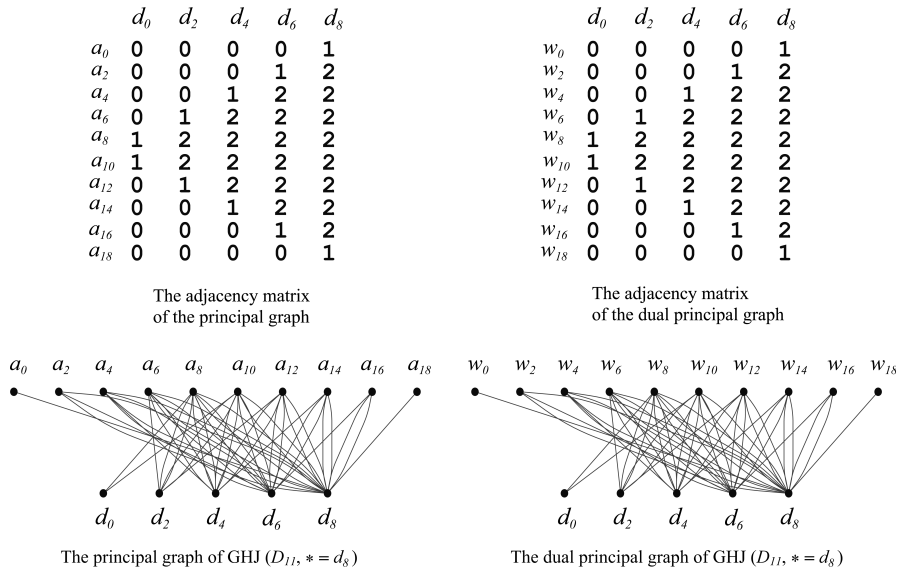 d0 d2 d4 d6 d8
a0 0 0 0 0 1
a2 0 0 0 1 2
a4 0 0 1 2 2
a6 0 1 2 2 2
a8 1 2 2 2 2
a10 1 2 2 2 2
a12 0 1 2 2 2
a14 0 0 1 2 2
a16 0 0 0 1 2
a18 0 0 0 0 1
The adjacency matrix
of the principal graph
d0 d2 d4 d6 d8
w0 0 0 0 0 1
w2 0 0 0 1 2
w4 0 0 1 2 2
w6 0 1 2 2 2
w8 1 2 2 2 2
w10 1 2 2 2 2
w12 0 1 2 2 2
w14 0 0 1 2 2
w16 0 0 0 1 2
w18 0 0 0 0 1
The adjacency matrix
of the dual principal graph
a0 a2 a4 a6 a8 a10 a12 a14 a16 a18
d0 d2 d4 d6 d8
The principal graph of GHJ (D11, * = d8)
w0 w2 w4 w6 w8 w10 w12 w14 w16 w18
d0 d2 d4 d6 d8
The dual principal graph of GHJ (D11, * = d8)